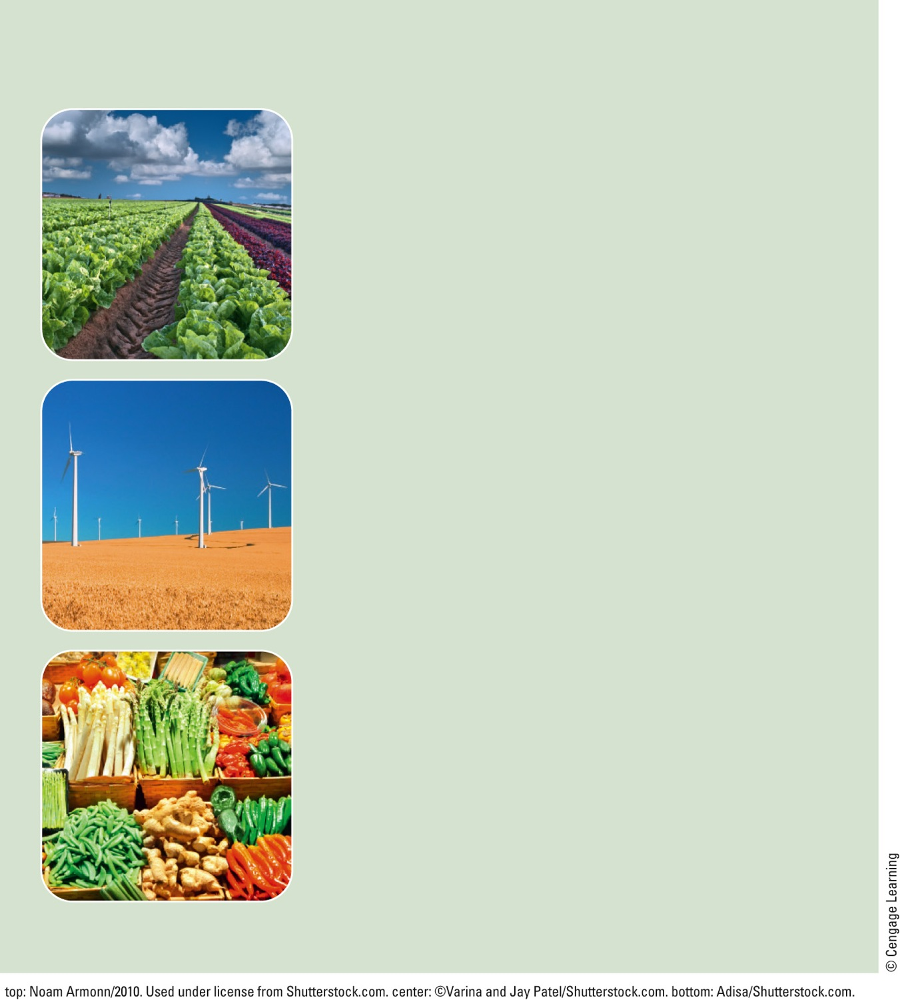 © Cengage Learning
top: Noam Armonn/2010. Used under license from Shutterstock.com. center: ©Varina and Jay Patel/Shutterstock.com. bottom: Adisa/Shutterstock.com.